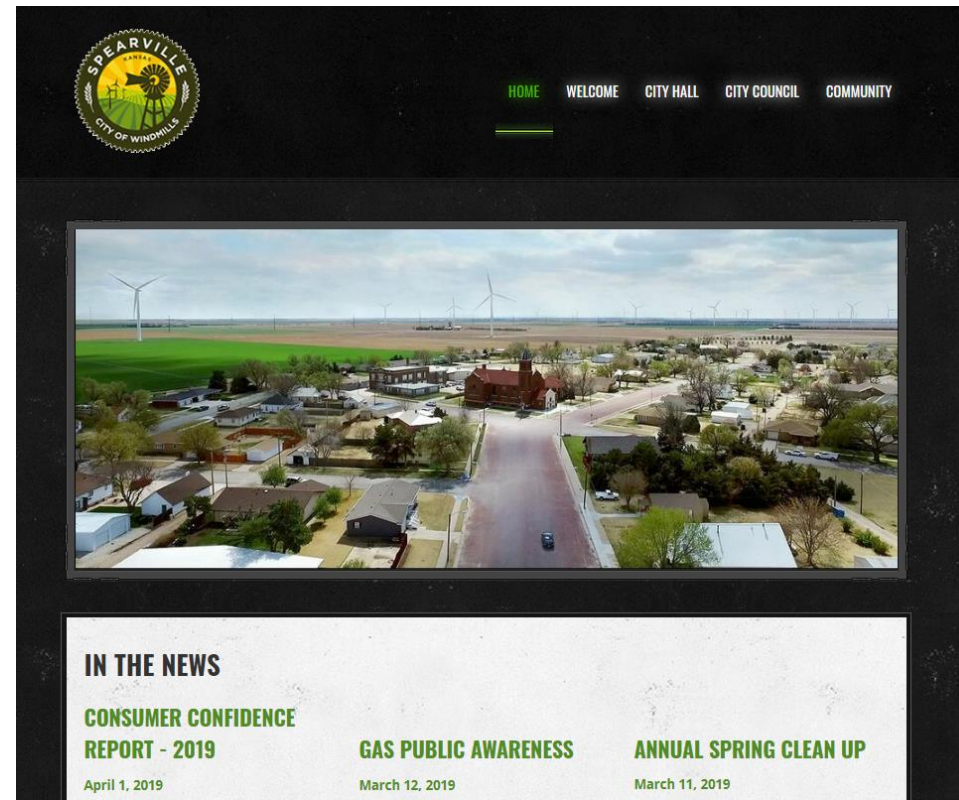 SPEARVILLE
KANSAS
CITY OF WINDMILLS
HOME WELCOME CITY HALL CITY COUNCIL COMMUNITY
IN THE NEWS
CONSUMER CONFIDENCE
REPORT - 2019
April 1, 2019
GAS PUBLIC AWARENESS
March 12, 2019
ANNUAL SPRING CLEAN UP
March 11, 2019